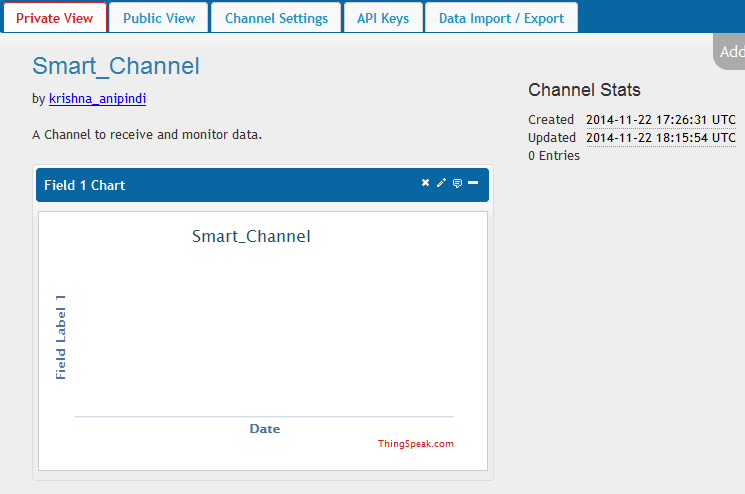 Private View
Public View
Channel Settings
API Keys
Data Import / Export
Add
Smart_Channel
by krishna_anipindi
A Channel to receive and monitor data.
Channel Stats
Created 2014-11-22 17:26:31 UTC
Updated 2014-11-22 18:15:54 UTC
0 Entries
Field 1 Chart
Smart_Channel
Field Label 1
Date
ThingSpeak.com